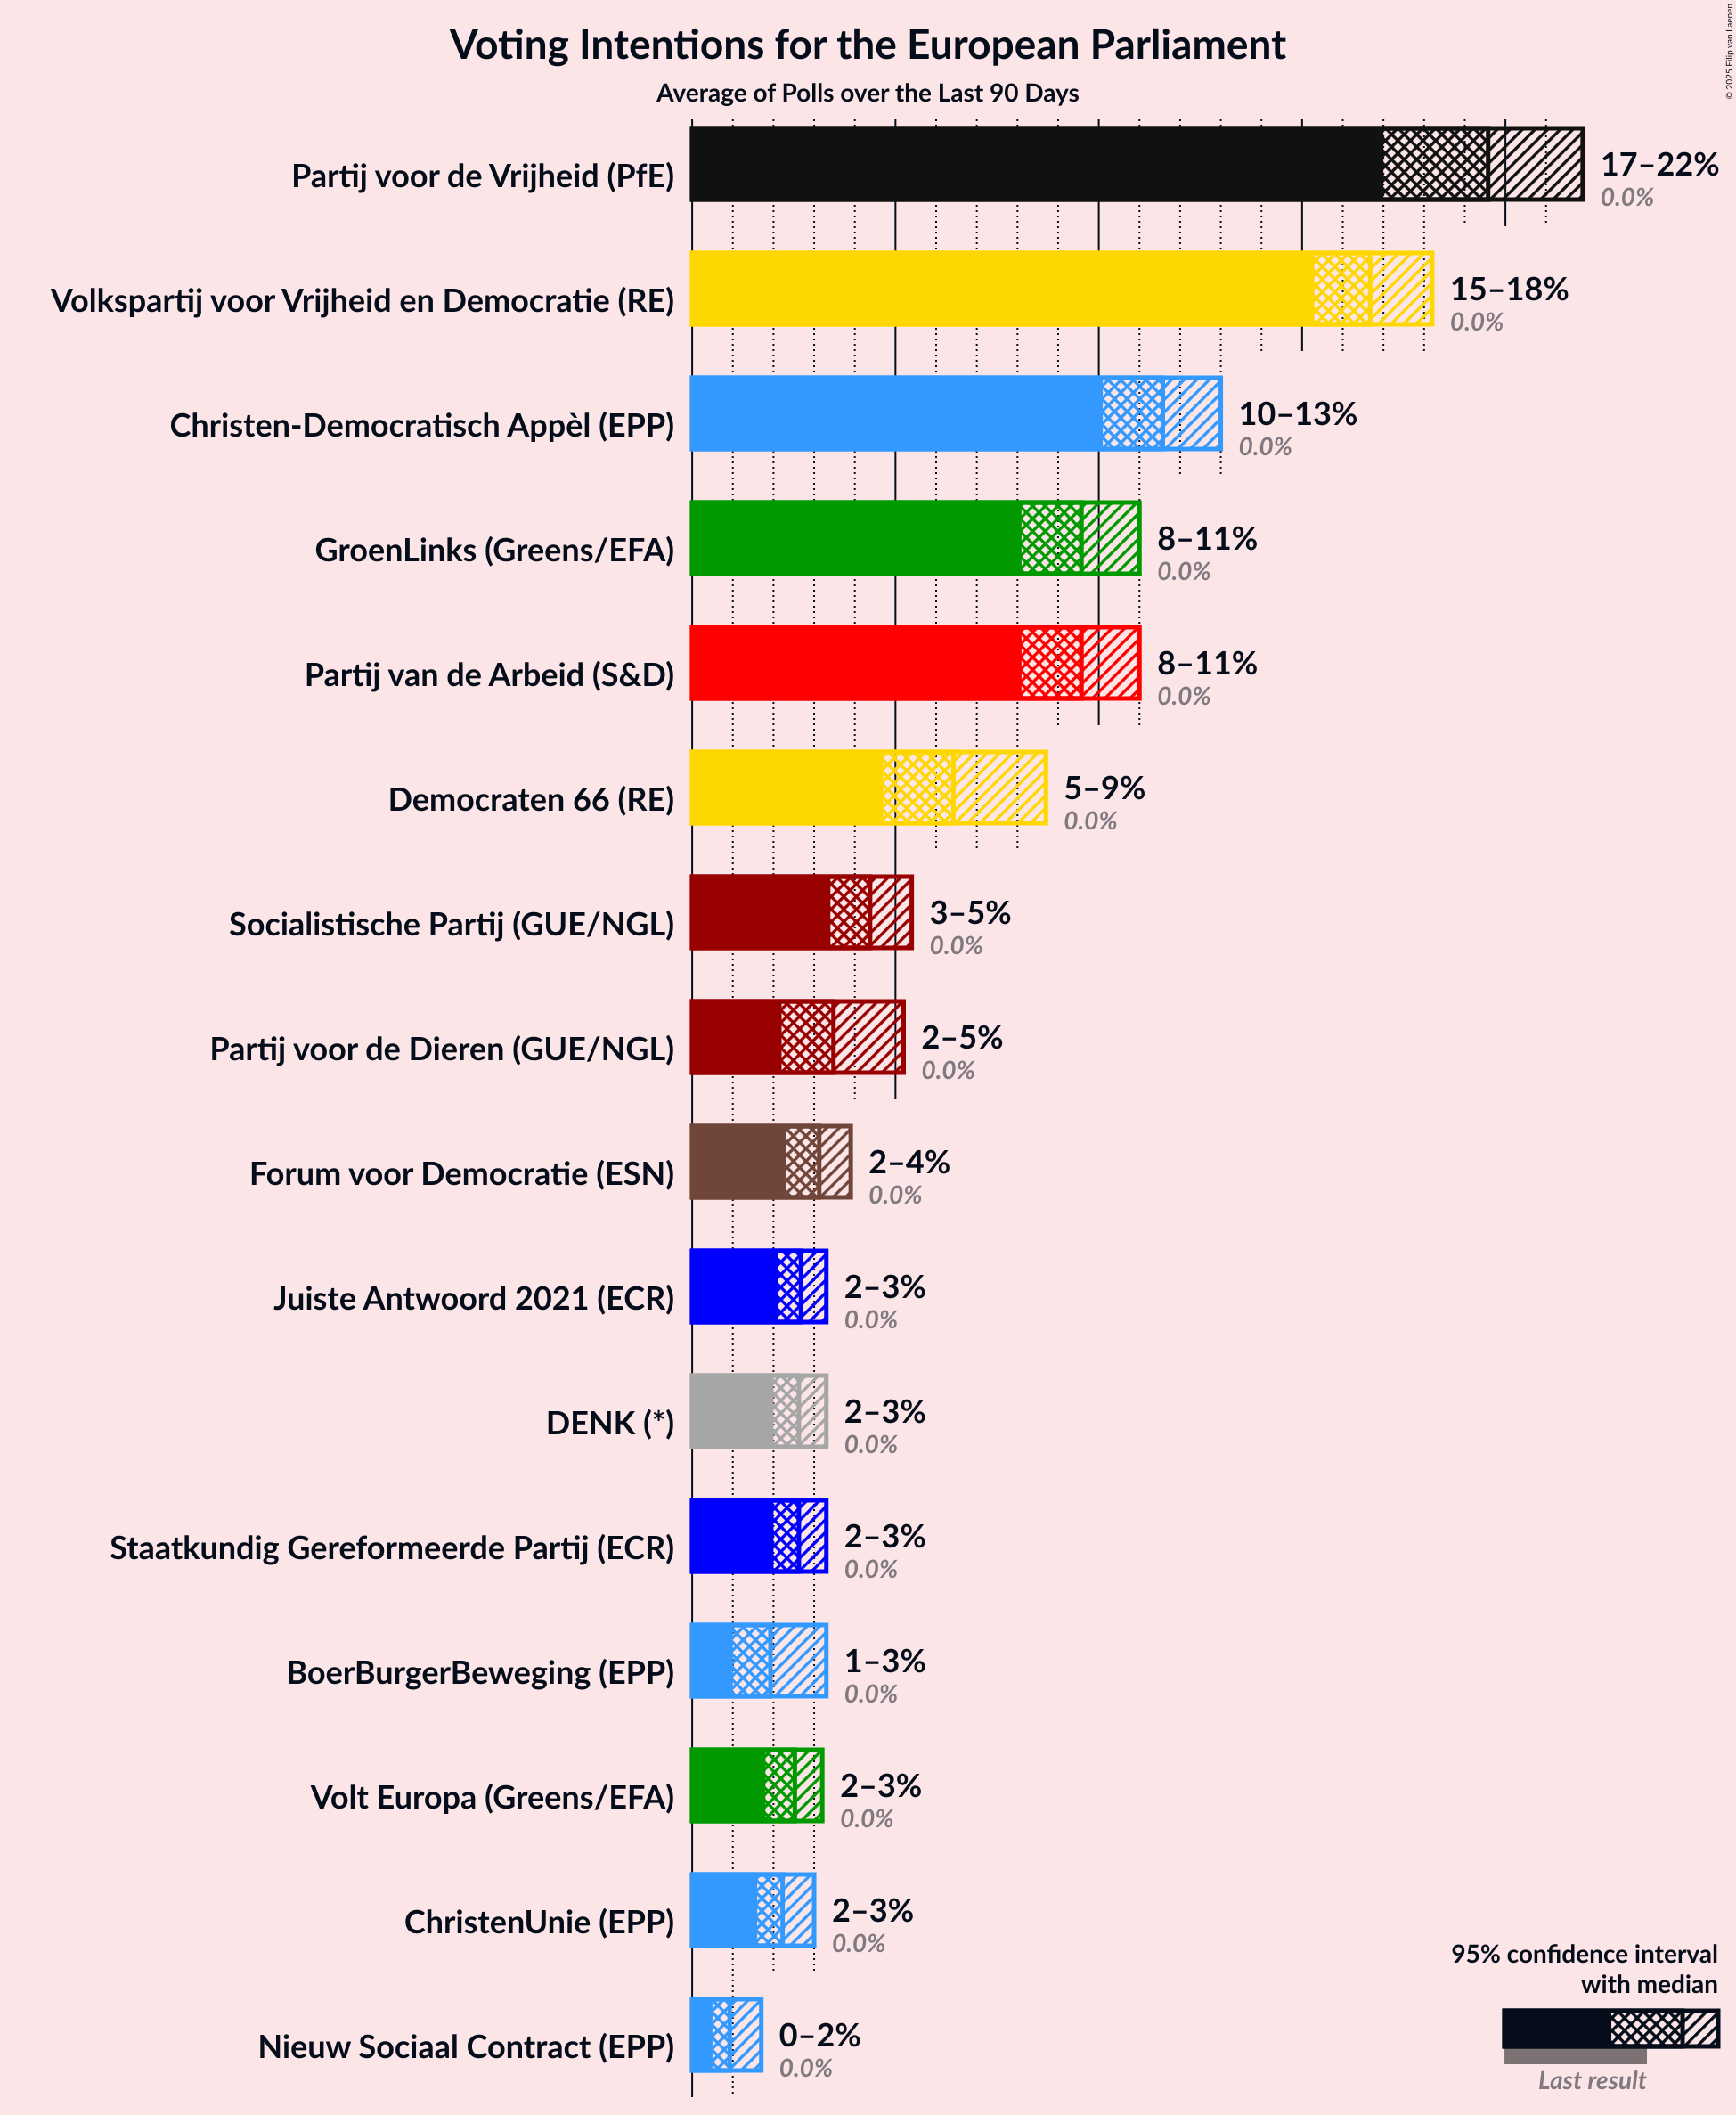 Voting Intentions for the European Parliament
Average of Polls over the Last 90 Days
© 2025 Filip van Laenen
Partij voor de Vrijheid (PfE)
17–22%
0.0%
Volkspartij voor Vrijheid en Democratie (RE)
15–18%
0.0%
Christen-Democratisch Appèl (EPP)
10–13%
0.0%
GroenLinks (Greens/EFA)
8–11%
0.0%
Partij van de Arbeid (S&D)
8–11%
0.0%
Democraten 66 (RE)
5–9%
0.0%
Socialistische Partij (GUE/NGL)
3–5%
0.0%
Partij voor de Dieren (GUE/NGL)
2–5%
0.0%
Forum voor Democratie (ESN)
2–4%
0.0%
Juiste Antwoord 2021 (ECR)
2–3%
0.0%
DENK (*)
2–3%
0.0%
Staatkundig Gereformeerde Partij (ECR)
2–3%
0.0%
BoerBurgerBeweging (EPP)
1–3%
0.0%
Volt Europa (Greens/EFA)
2–3%
0.0%
ChristenUnie (EPP)
2–3%
0.0%
Nieuw Sociaal Contract (EPP)
0–2%
0.0%
95% confidence interval
with median
Last result